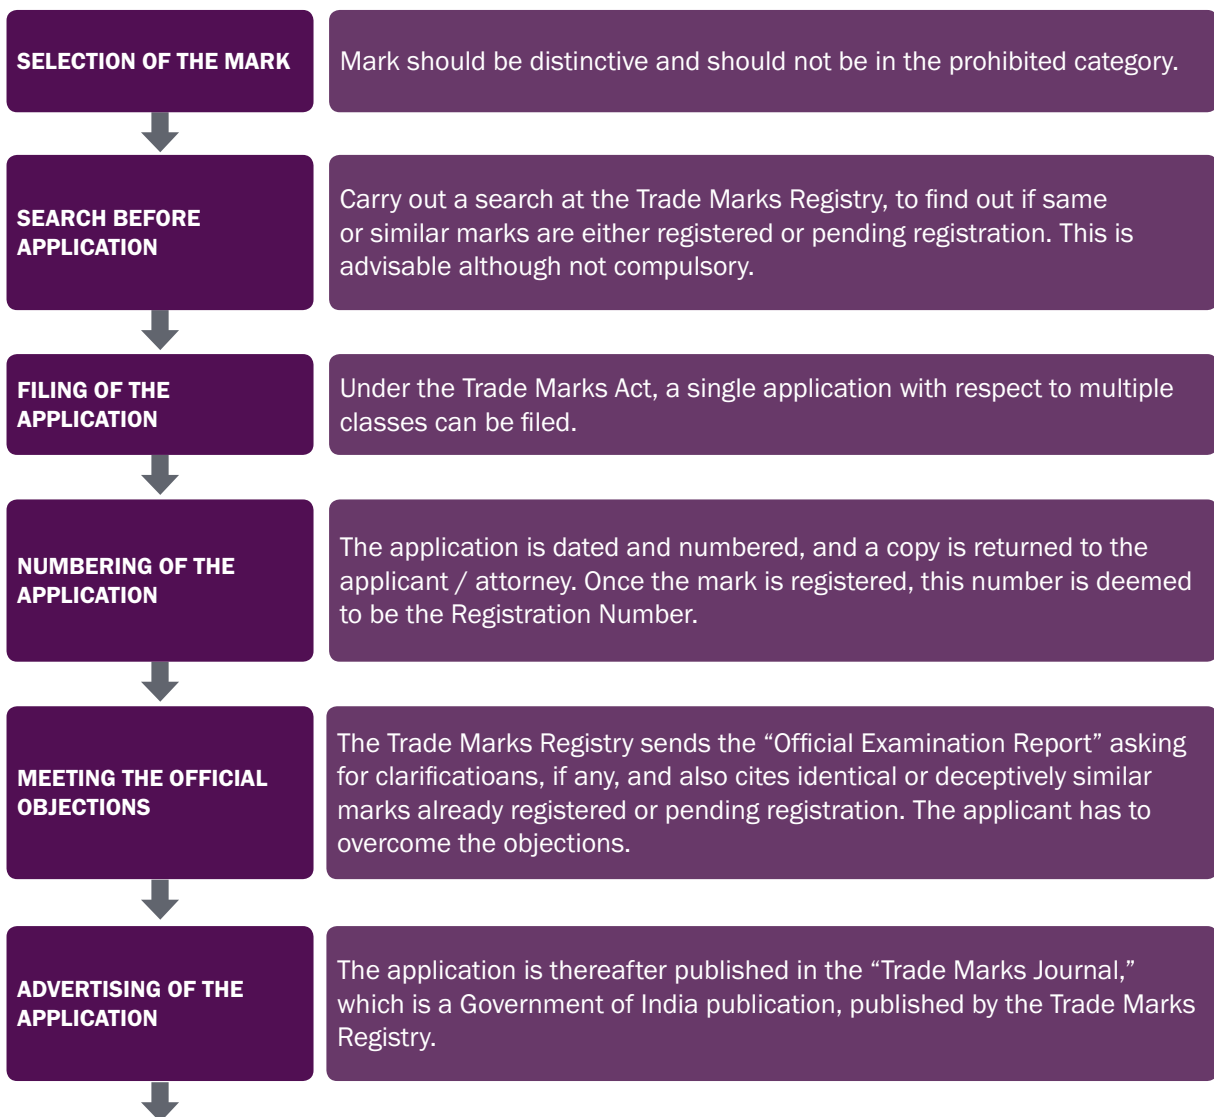 SELECTION OF THE MARK
Mark should be distinctive and should not be in the prohibited category.
SEARCH BEFORE
APPLICATION
Carry out a search at the Trade Marks Registry, to find out if same
or similar marks are either registered or pending registration. This is
advisable although not compulsory.
FILING OF THE
APPLICATION
Under the Trade Marks Act, a single application with respect to multiple
classes can be filed.
NUMBERING OF THE
APPLICATION
The application is dated and numbered, and a copy is returned to the
applicant / attorney. Once the mark is registered, this number is deemed
to be the Registration Number.
MEETING THE OFFICIAL
OBJECTIONS
The Trade Marks Registry sends the “Official Examination Report” asking
for clarificatioans, if any, and also cites identical or deceptively similar
marks already registered or pending registration. The applicant has to
overcome the objections.
ADVERTISING OF THE
APPLICATION
The application is thereafter published in the “Trade Marks Journal,”
which is a Government of India publication, published by the Trade Marks
Registry.